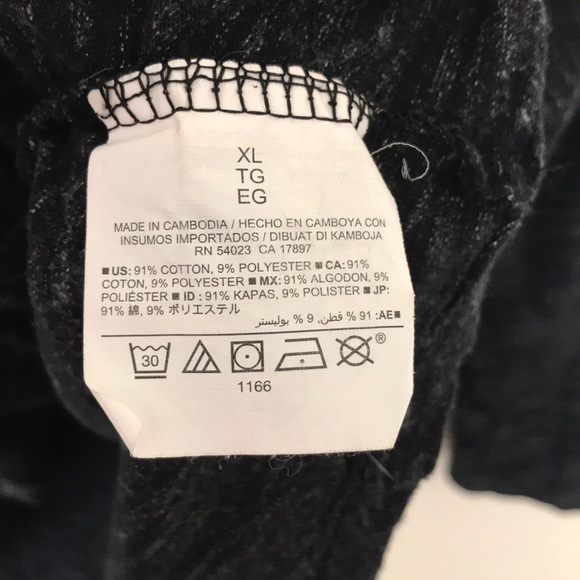 XL
TG
EG
MADE IN CAMBODIA / HECHO EN CAMBOYA CON
INSUMOS IMPORTADOS / DIBUAT DI KAMBOJA
RN 54023 CA 17897
■ US: 91% COTTON, 9% POLYESTER ■ CA: 91%
COTON, 9% POLYESTER ■ MX: 91% ALGODON, 9%
POLIÉSTER ■ iD : 91% KAPAS, 9% POLISTER ■ JP:
91% 綿, 9% ポリエステル
■AE: 91 % قطن, 9 % بوليستر
30
®
1166